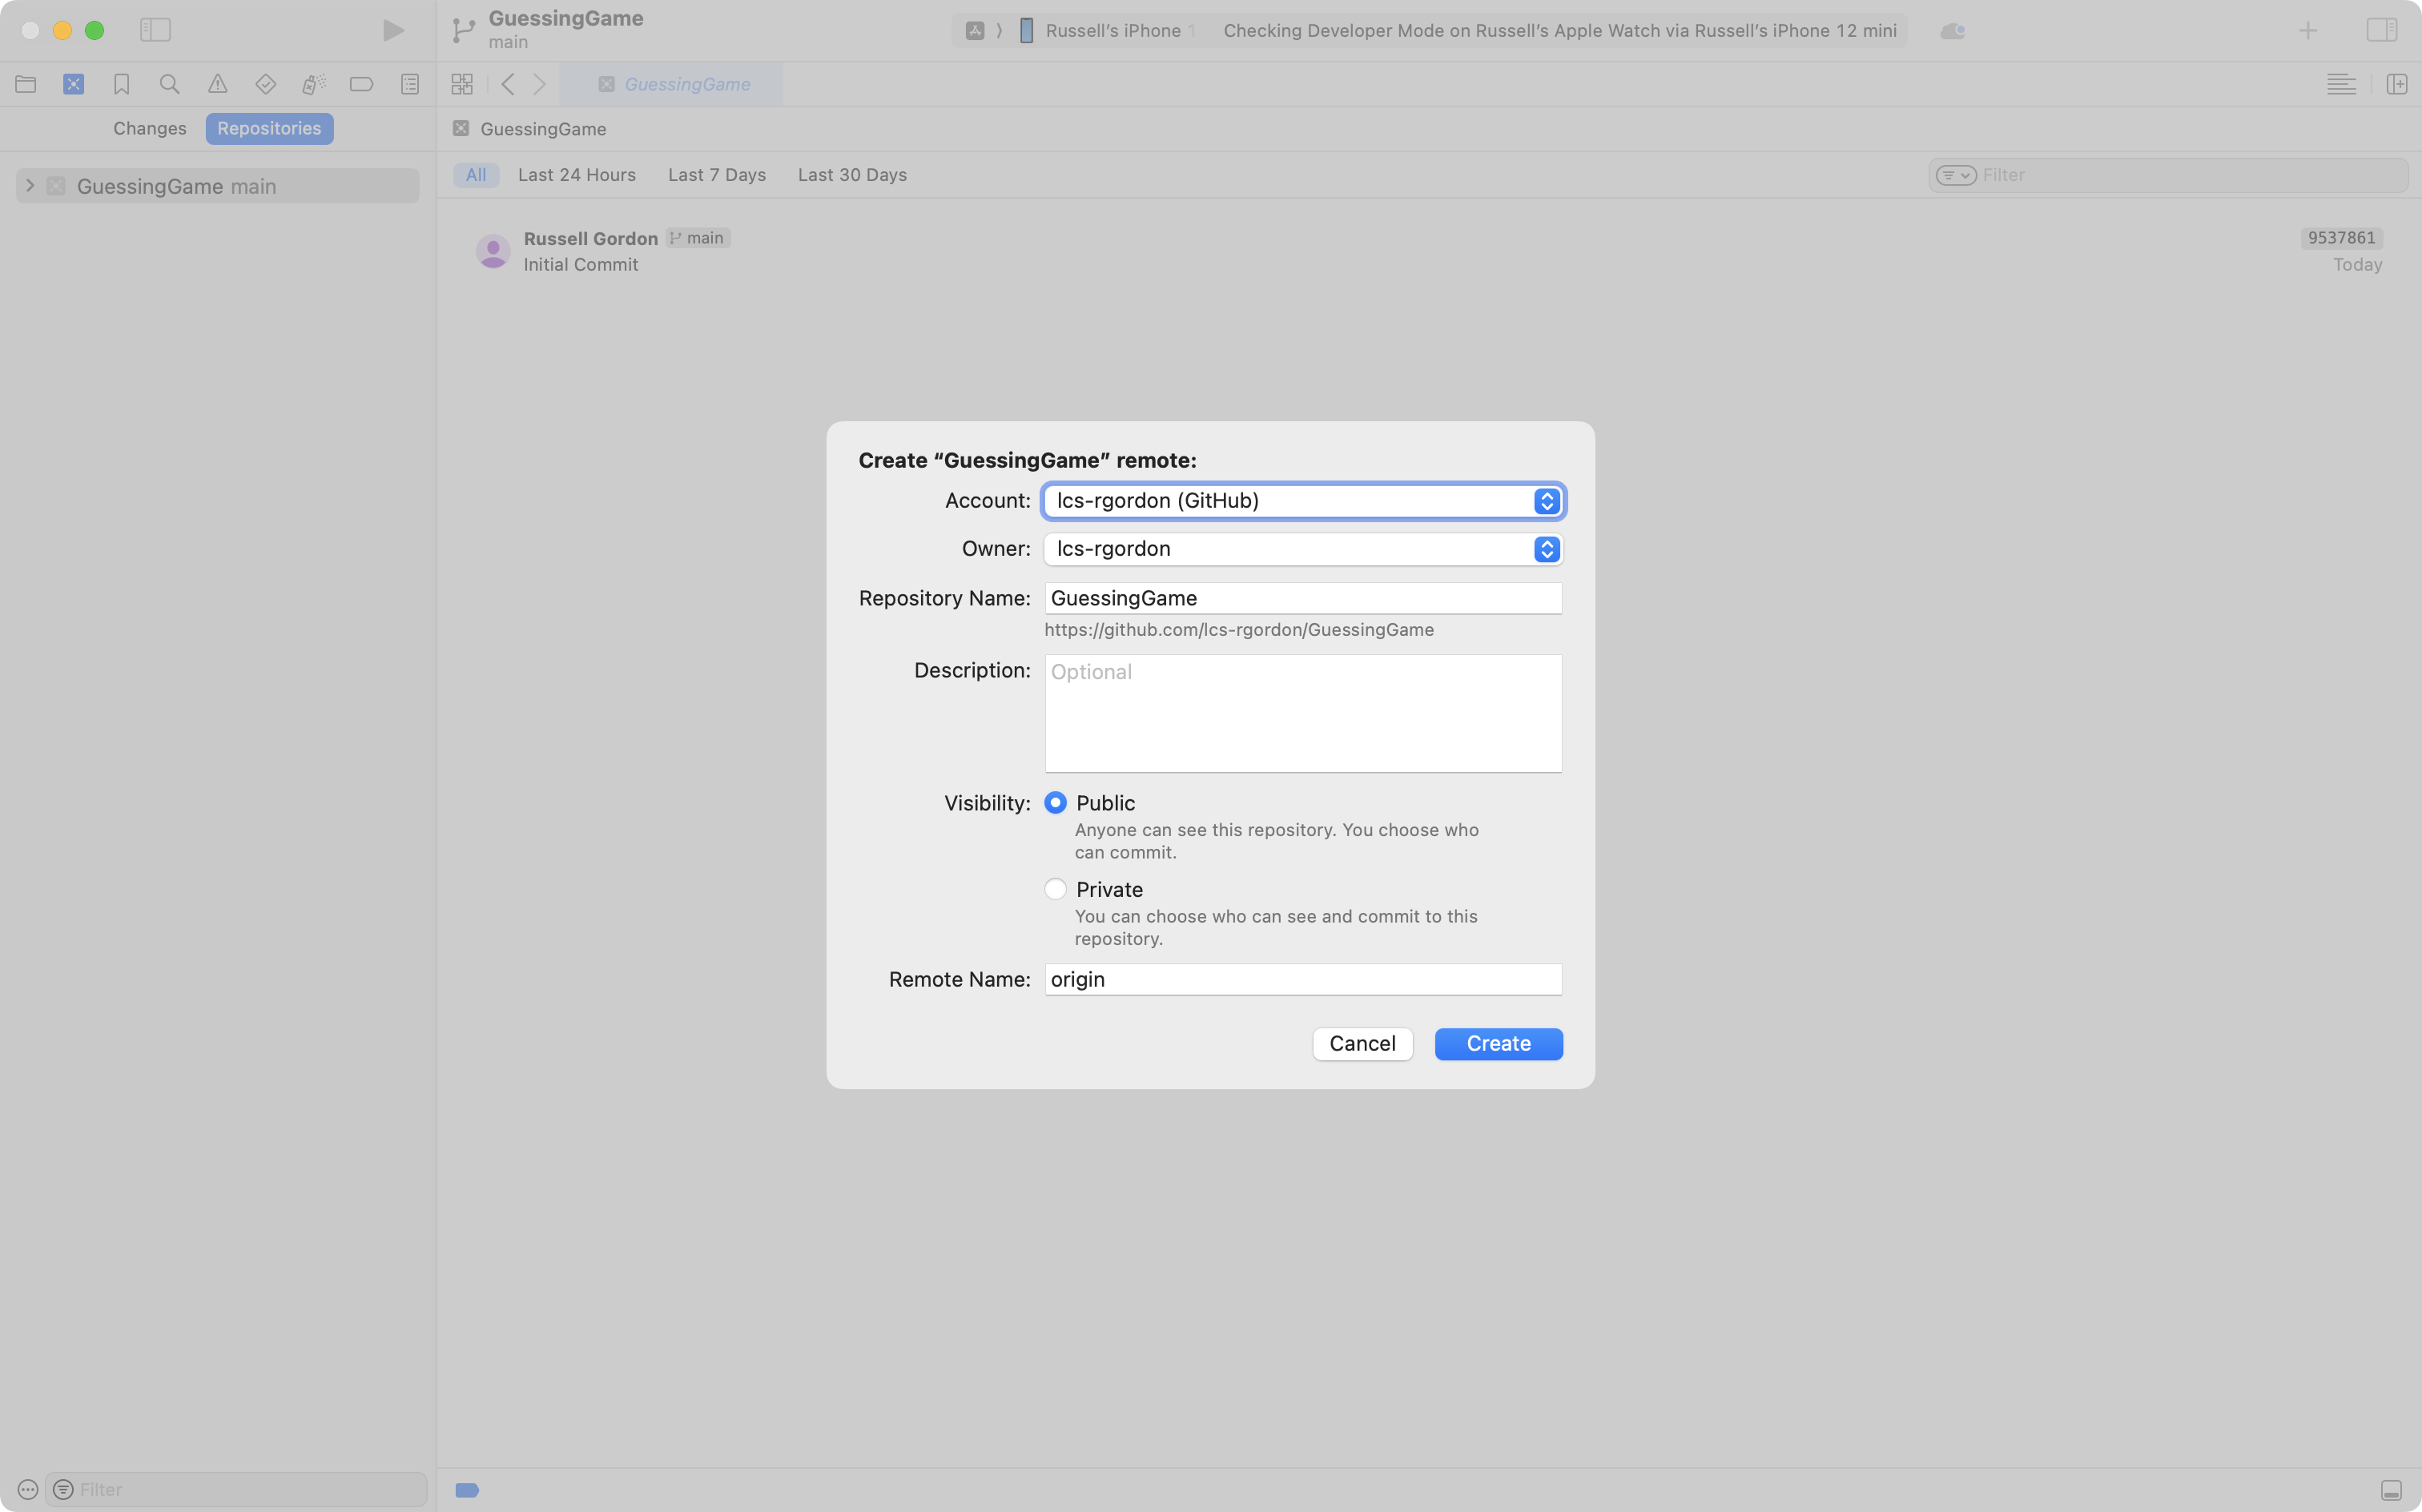 GuessingGame
main
Russell’s iPhone 1
Checking Developer Mode on Russell’s Apple Watch via Russell’s iPhone 12 mini
GuessingGame
Changes
Repositories
GuessingGame
GuessingGame main
All
Last 24 Hours
Last 7 Days
Last 30 Days
Filter
Russell Gordon
main
9537861
Initial Commit
Today
Create “GuessingGame” remote:
Account: lcs-rgordon (GitHub)
Owner: lcs-rgordon
Repository Name: GuessingGame
https://github.com/lcs-rgordon/GuessingGame
Description: Optional
Visibility: Public
Anyone can see this repository. You choose who
can commit.
Private
You can choose who can see and commit to this
repository.
Remote Name: origin
Cancel
Create
Filter